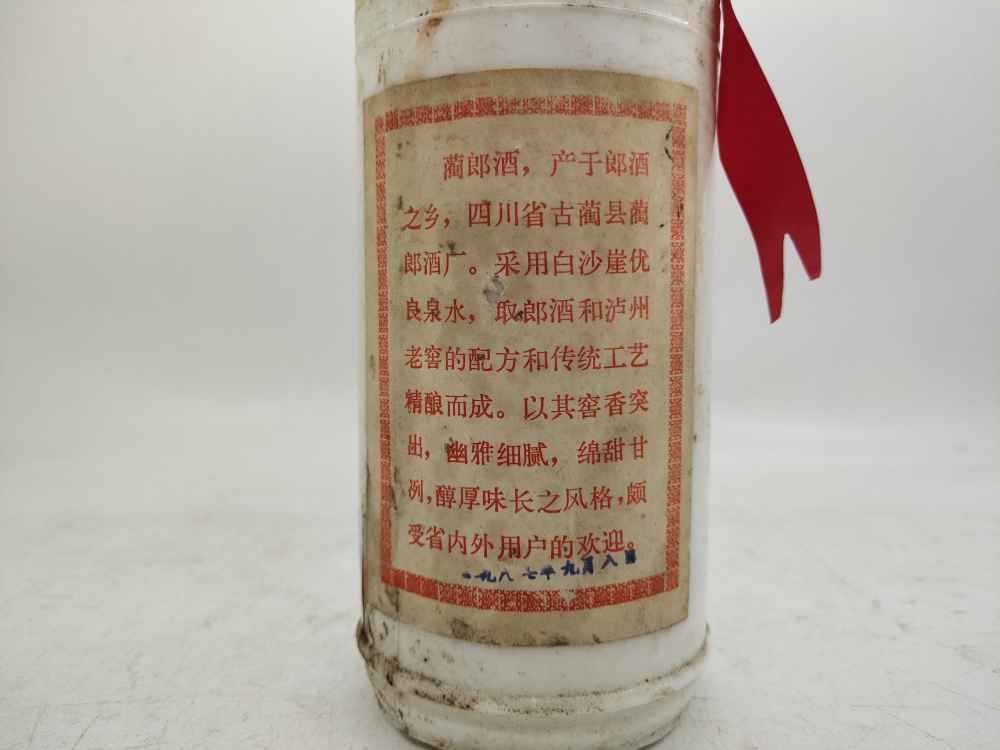 蔺郎酒，产于郎酒
之乡，四川省古蔺县蔺
郎酒厂。采用白沙崖优
良泉水，取郎酒和泸州
老窖的配方和传统工艺
精酿而成。以其窖香突
出，幽雅细腻，绵甜甘
冽，醇厚味长之风格，颇
受省内外用户的欢迎。
一九八七年九月八日